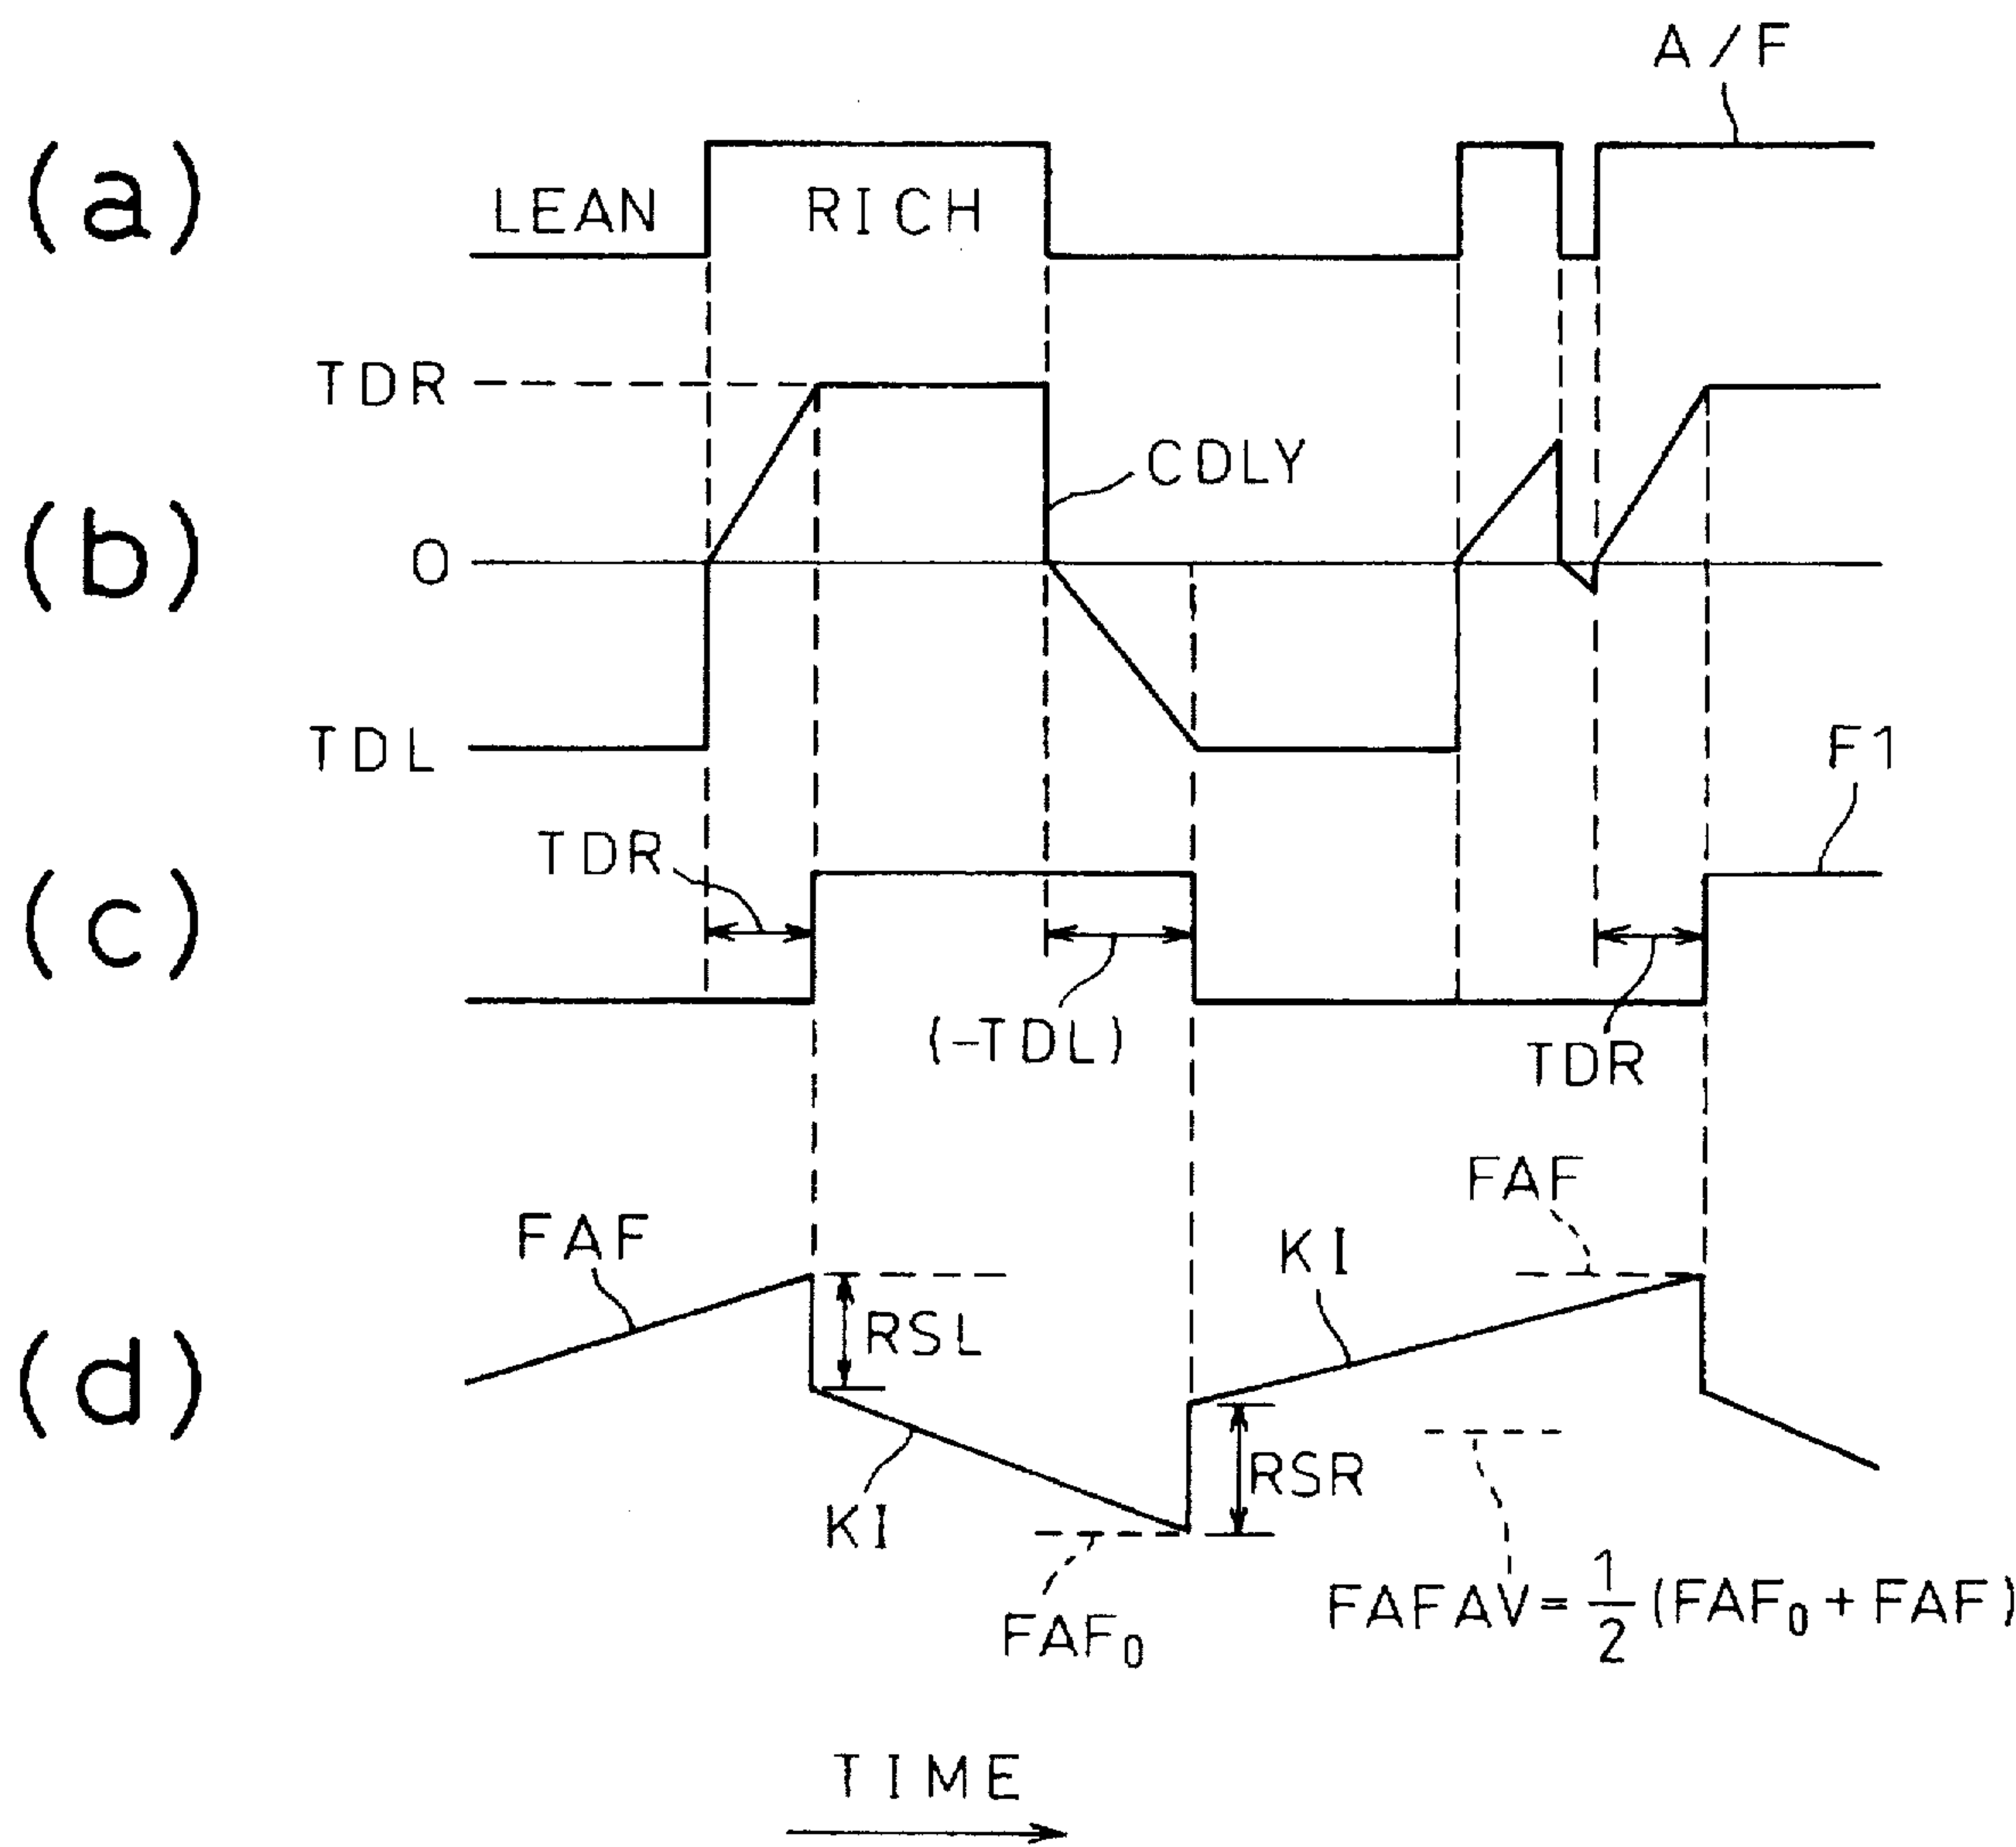 A/F
(a)
LEAN
RICH
TDR
CDLY
(b)
0
TDL
F1
TDR
(c)
(-TDL)
TDR
FAF
FAF
KI
RSL
(d)
RSR
KI
FAF₀
FAFAV = 1/2 (FAF₀ + FAF)
TIME